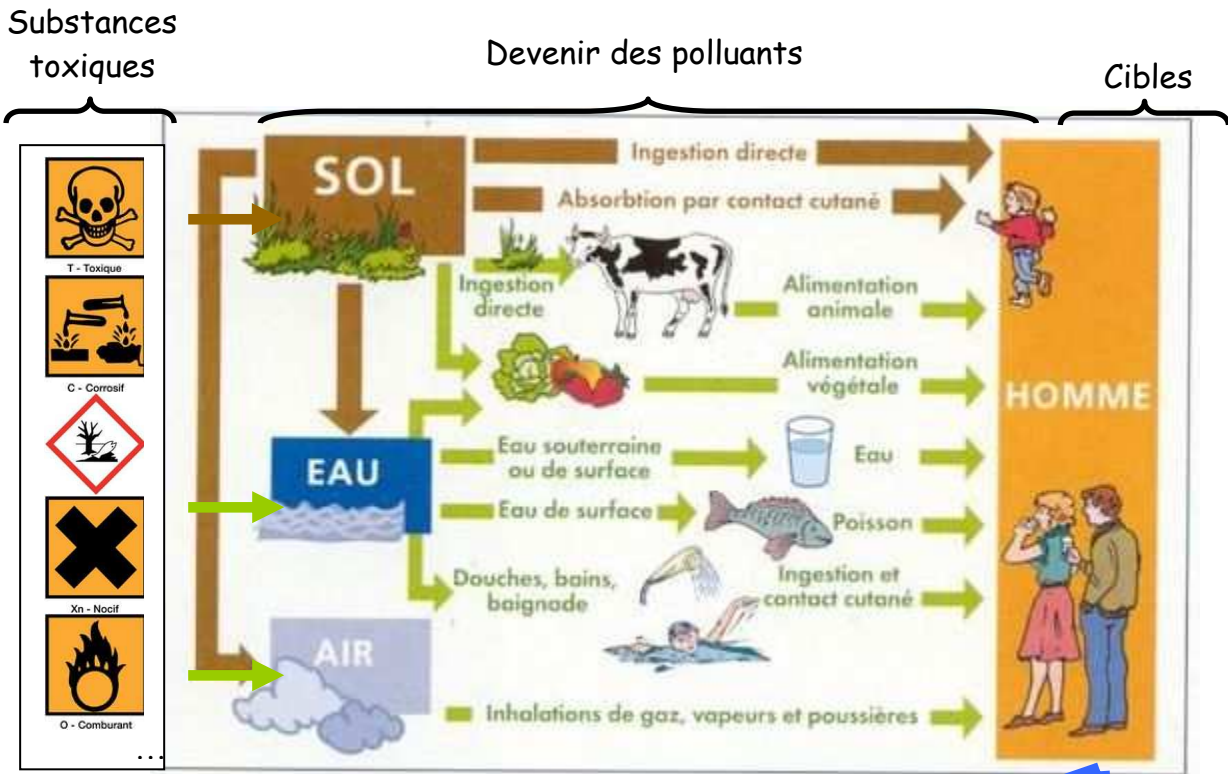 Substances
toxiques
Devenir des polluants
Cibles
T - Toxique
C - Corrosif
Xn - Nocif
O - Comburant
...
SOL
Ingestion directe
Absorbtion par contact cutané
Ingestion
directe
Alimentation
animale
Alimentation
végétale
HOMME
EAU
Eau souterraine
ou de surface
Eau
Eau de surface
Poisson
Douches, bains,
baignade
Ingestion et
contact cutané
AIR
Inhalations de gaz, vapeurs et poussières